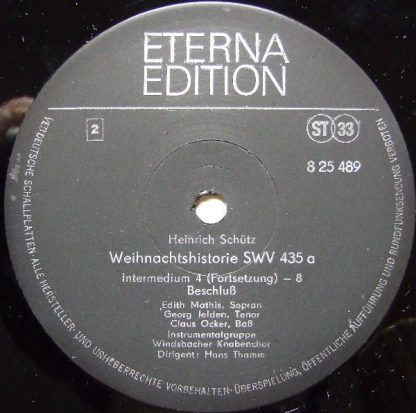 ETERNA
EDITION
2
ST 33
8 25 489
Heinrich Schütz
Weihnachtshistorie SWV 435 a
Intermedium 4 (Fortsetzung) – 8
Beschluß
Edith Mathis, Sopran
Georg Jelden, Tenor
Claus Ocker, Baß
Instrumentalgruppe
Windsbacher Knabenchor
Dirigent: Hans Thamm
VEB DEUTSCHE SCHALLPLATTEN · ALLE HERSTELLER- UND URHEBERRECHTE VORBEHALTEN · ÜBERSPIELUNG, ÖFFENTLICHE AUFFÜHRUNG UND RUNDFUNKSENDUNG VERBOTEN